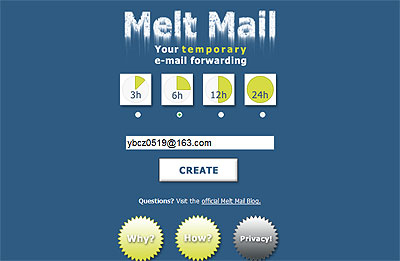 Melt Mail
Your temporary
e-mail forwarding
3h 6h 12h 24h
ybcz0519@163.com
CREATE
Questions? Visit the official Melt Mail Blog.
Why? How? Privacy!